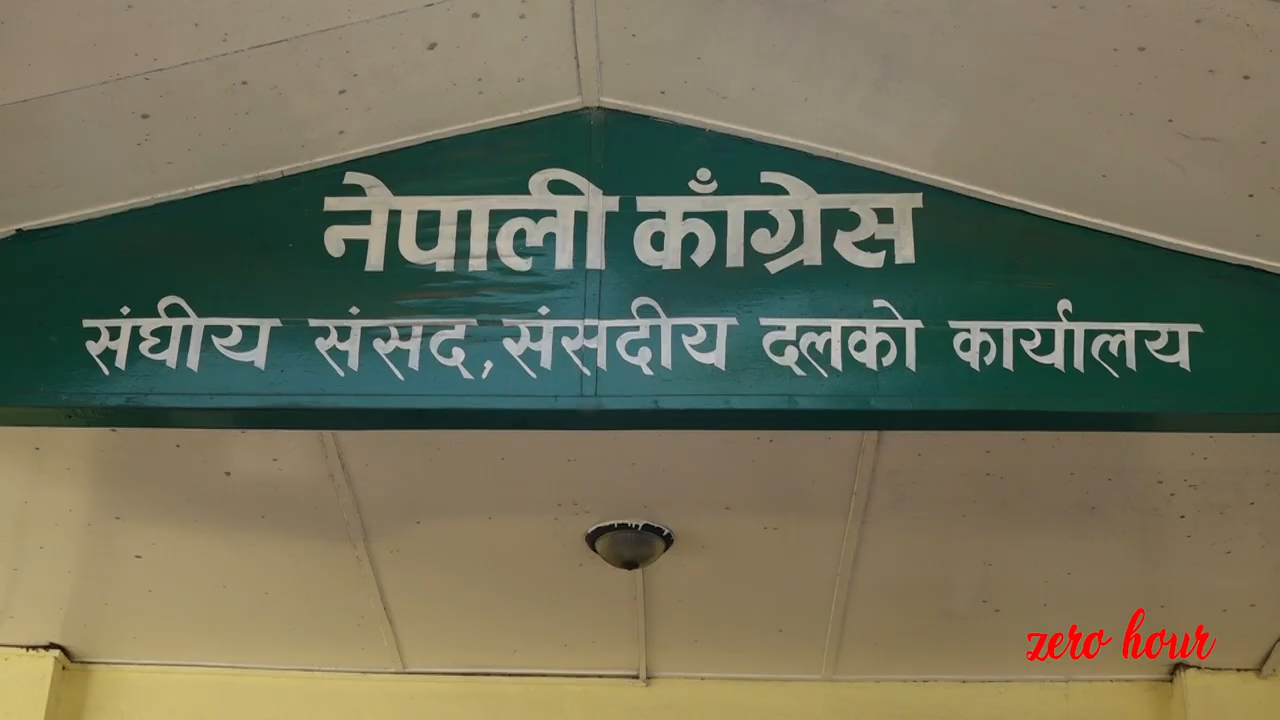 नेपाली काँग्रेस
संघीय संसद, संसदीय दलको कार्यालय
zero hour